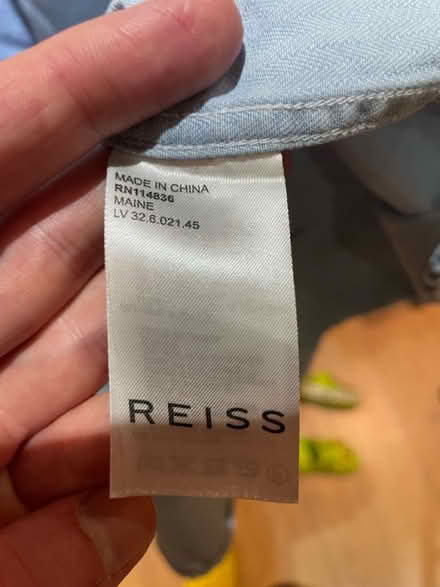 MADE IN CHINA
RN114836
MAINE
LV 32.6.021.45
REISS